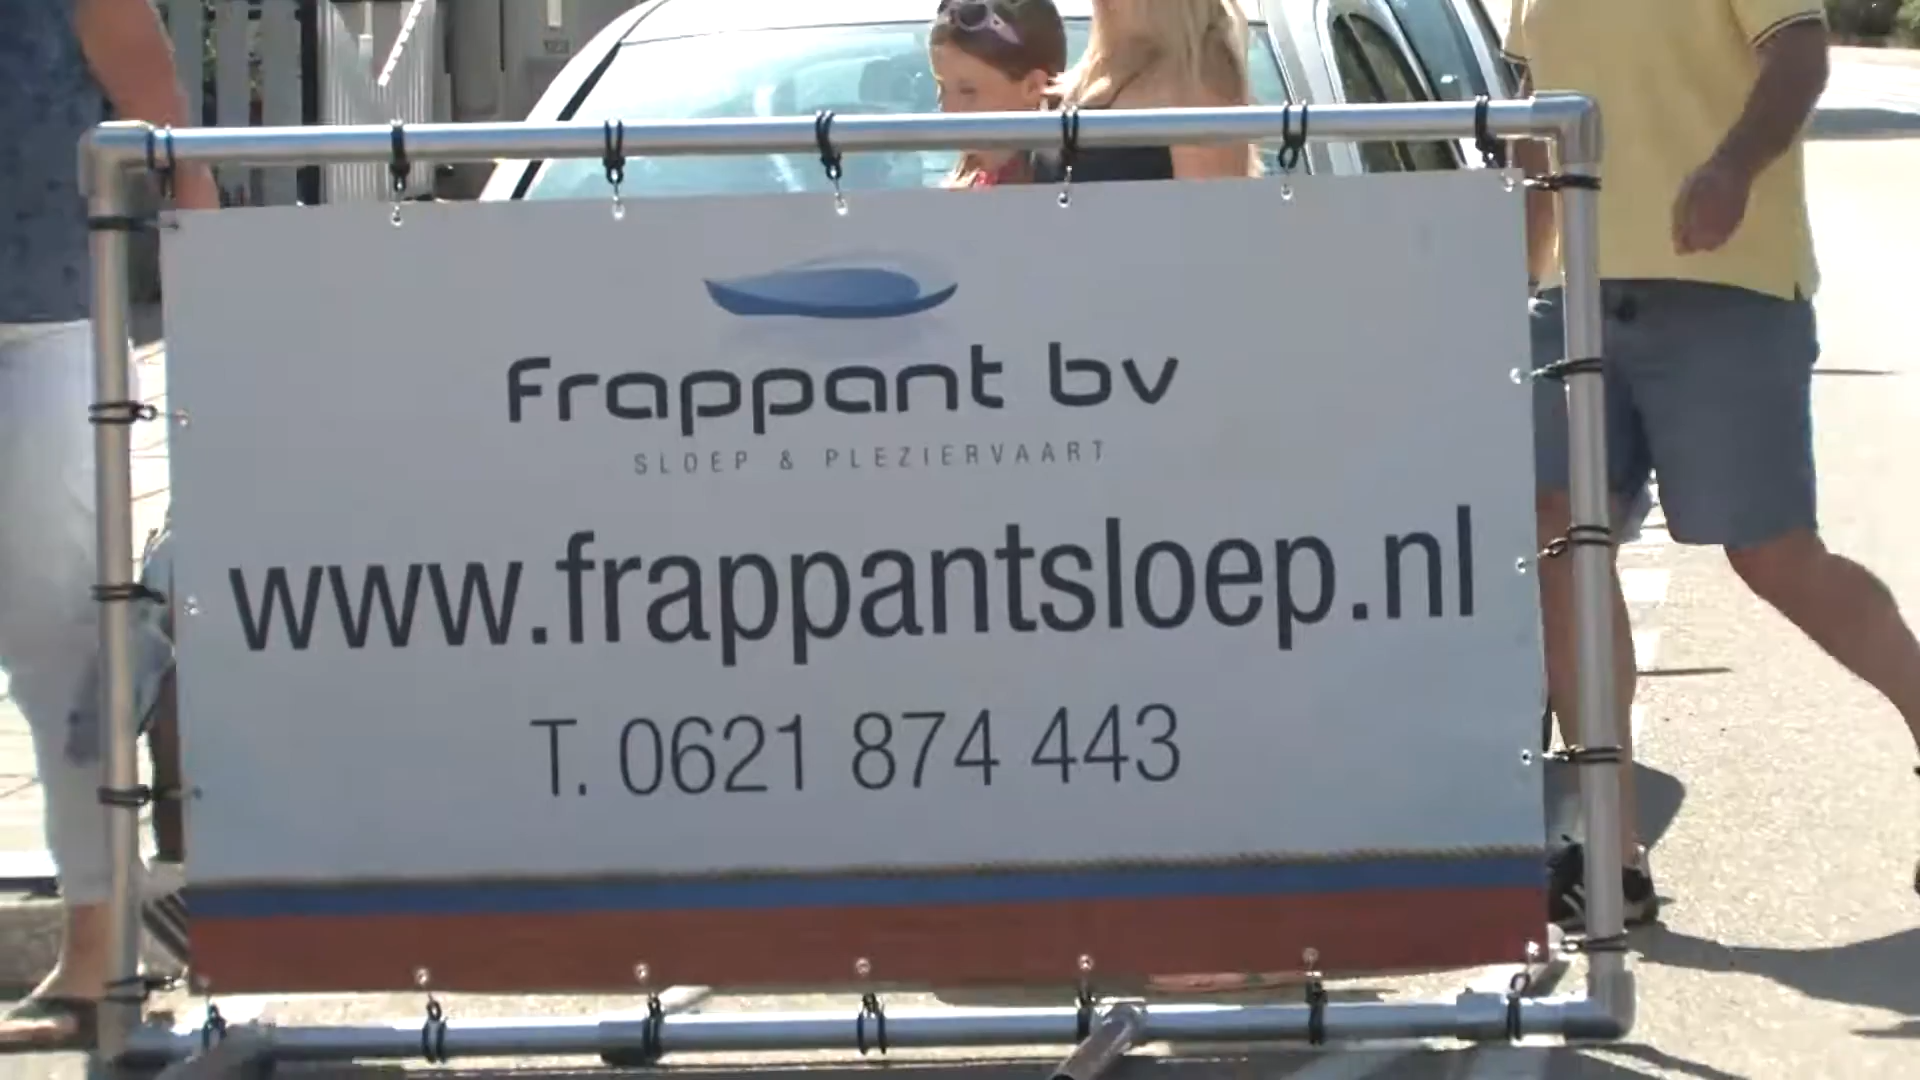 frappant bv
SLOEP & PLEZIERVAART
www.frappantsloep.nl
T. 0621 874 443